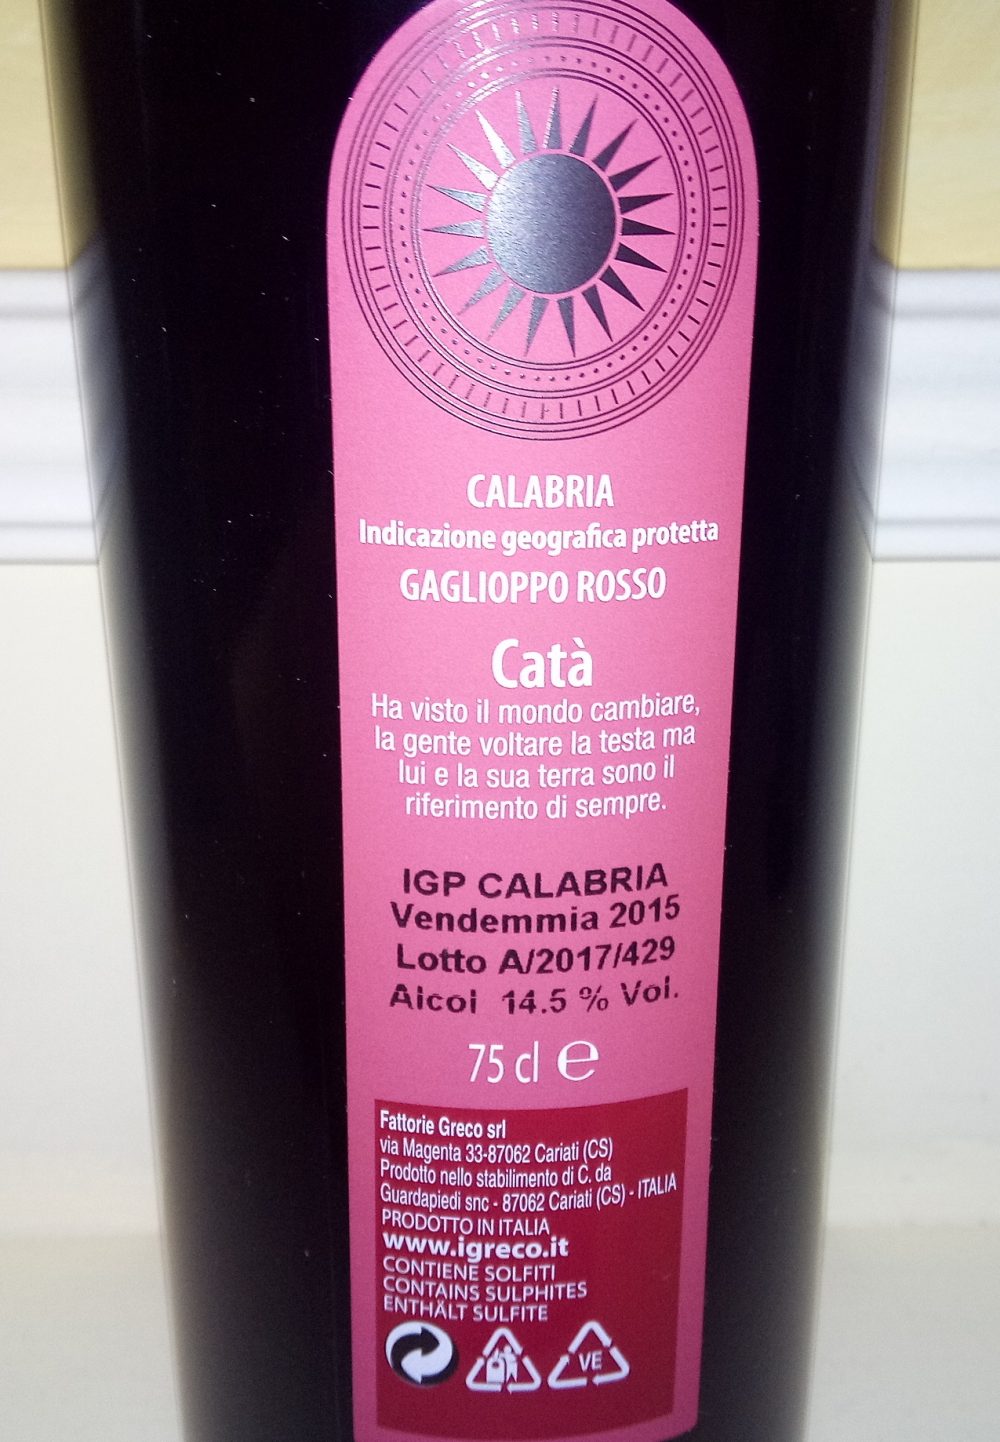 CALABRIA
Indicazione geografica protetta
GAGLIOPPO ROSSO
Catà
Ha visto il mondo cambiare,
la gente voltare la testa ma
lui e la sua terra sono il
riferimento di sempre.
IGP CALABRIA
Vendemmia 2015
Lotto A/2017/429
Alcol 14.5 % Vol.
75 cl e
Fattorie Greco srl
via Magenta 33-87062 Cariati (CS)
Prodotto nello stabilimento di C. da
Guardapiedi snc - 87062 Cariati (CS) - ITALIA
PRODOTTO IN ITALIA
www.igreco.it
CONTIENE SOLFITI
CONTAINS SULPHITES
ENTHÄLT SULFITE
VE